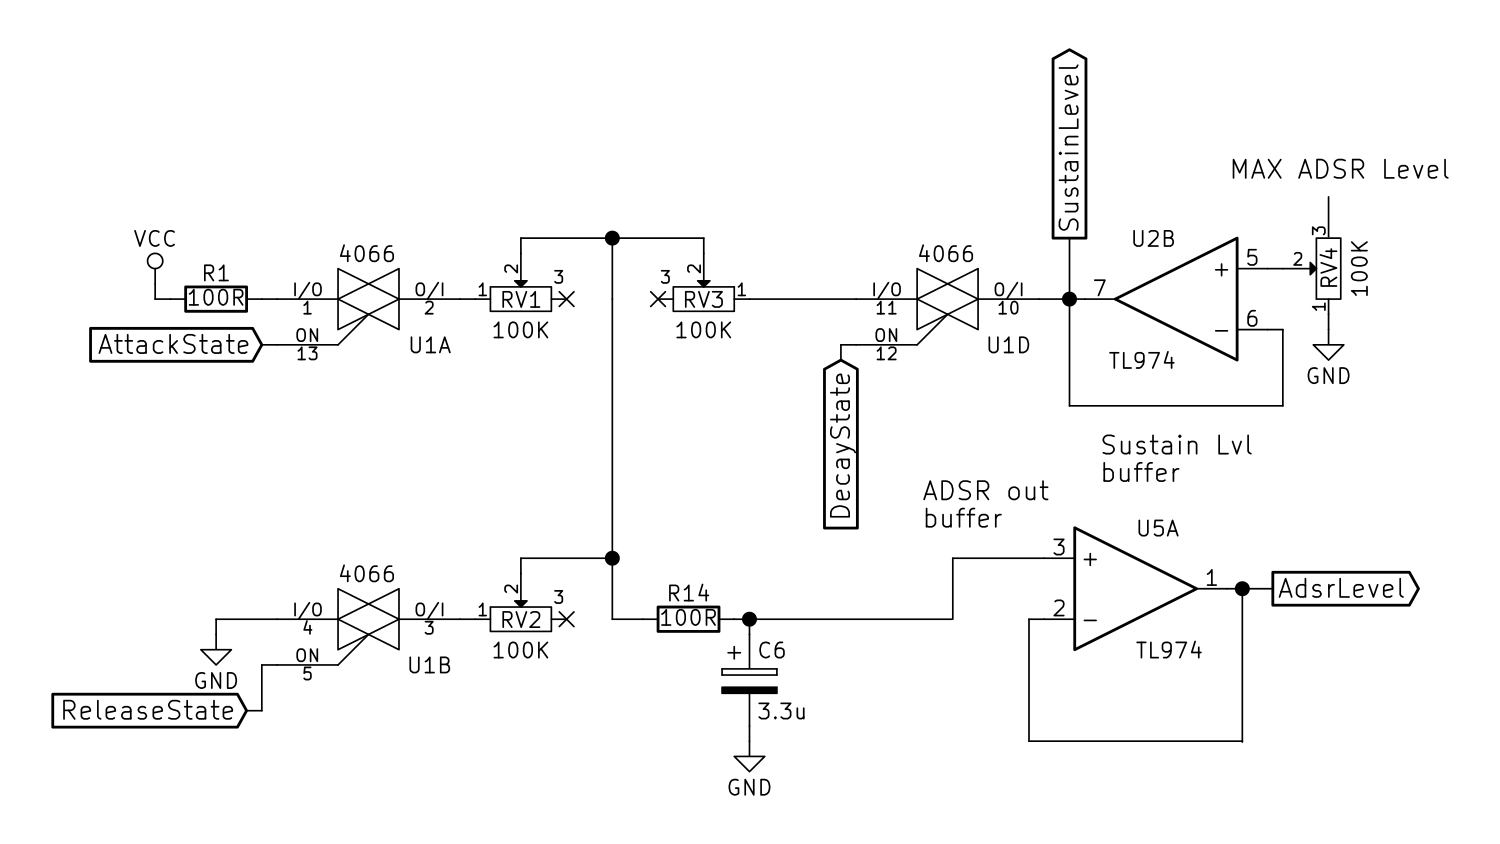 SustainLevel
MAX ADSR Level
VCC
R1
100R
4066
I/O
1
O/I
2
ON
13
U1A
AttackState
1
2
3
RV1
100K
3
2
1
RV3
100K
4066
I/O
11
O/I
10
ON
12
U1D
DecayState
U2B
7
+
5
-
6
TL974
3
2
1
RV4
100K
GND
Sustain Lvl
buffer
ADSR out
buffer
4066
I/O
4
O/I
3
ON
5
U1B
GND
ReleaseState
1
2
3
RV2
100K
R14
100R
+
C6
3.3u
GND
U5A
3
+
2
-
1
TL974
AdsrLevel